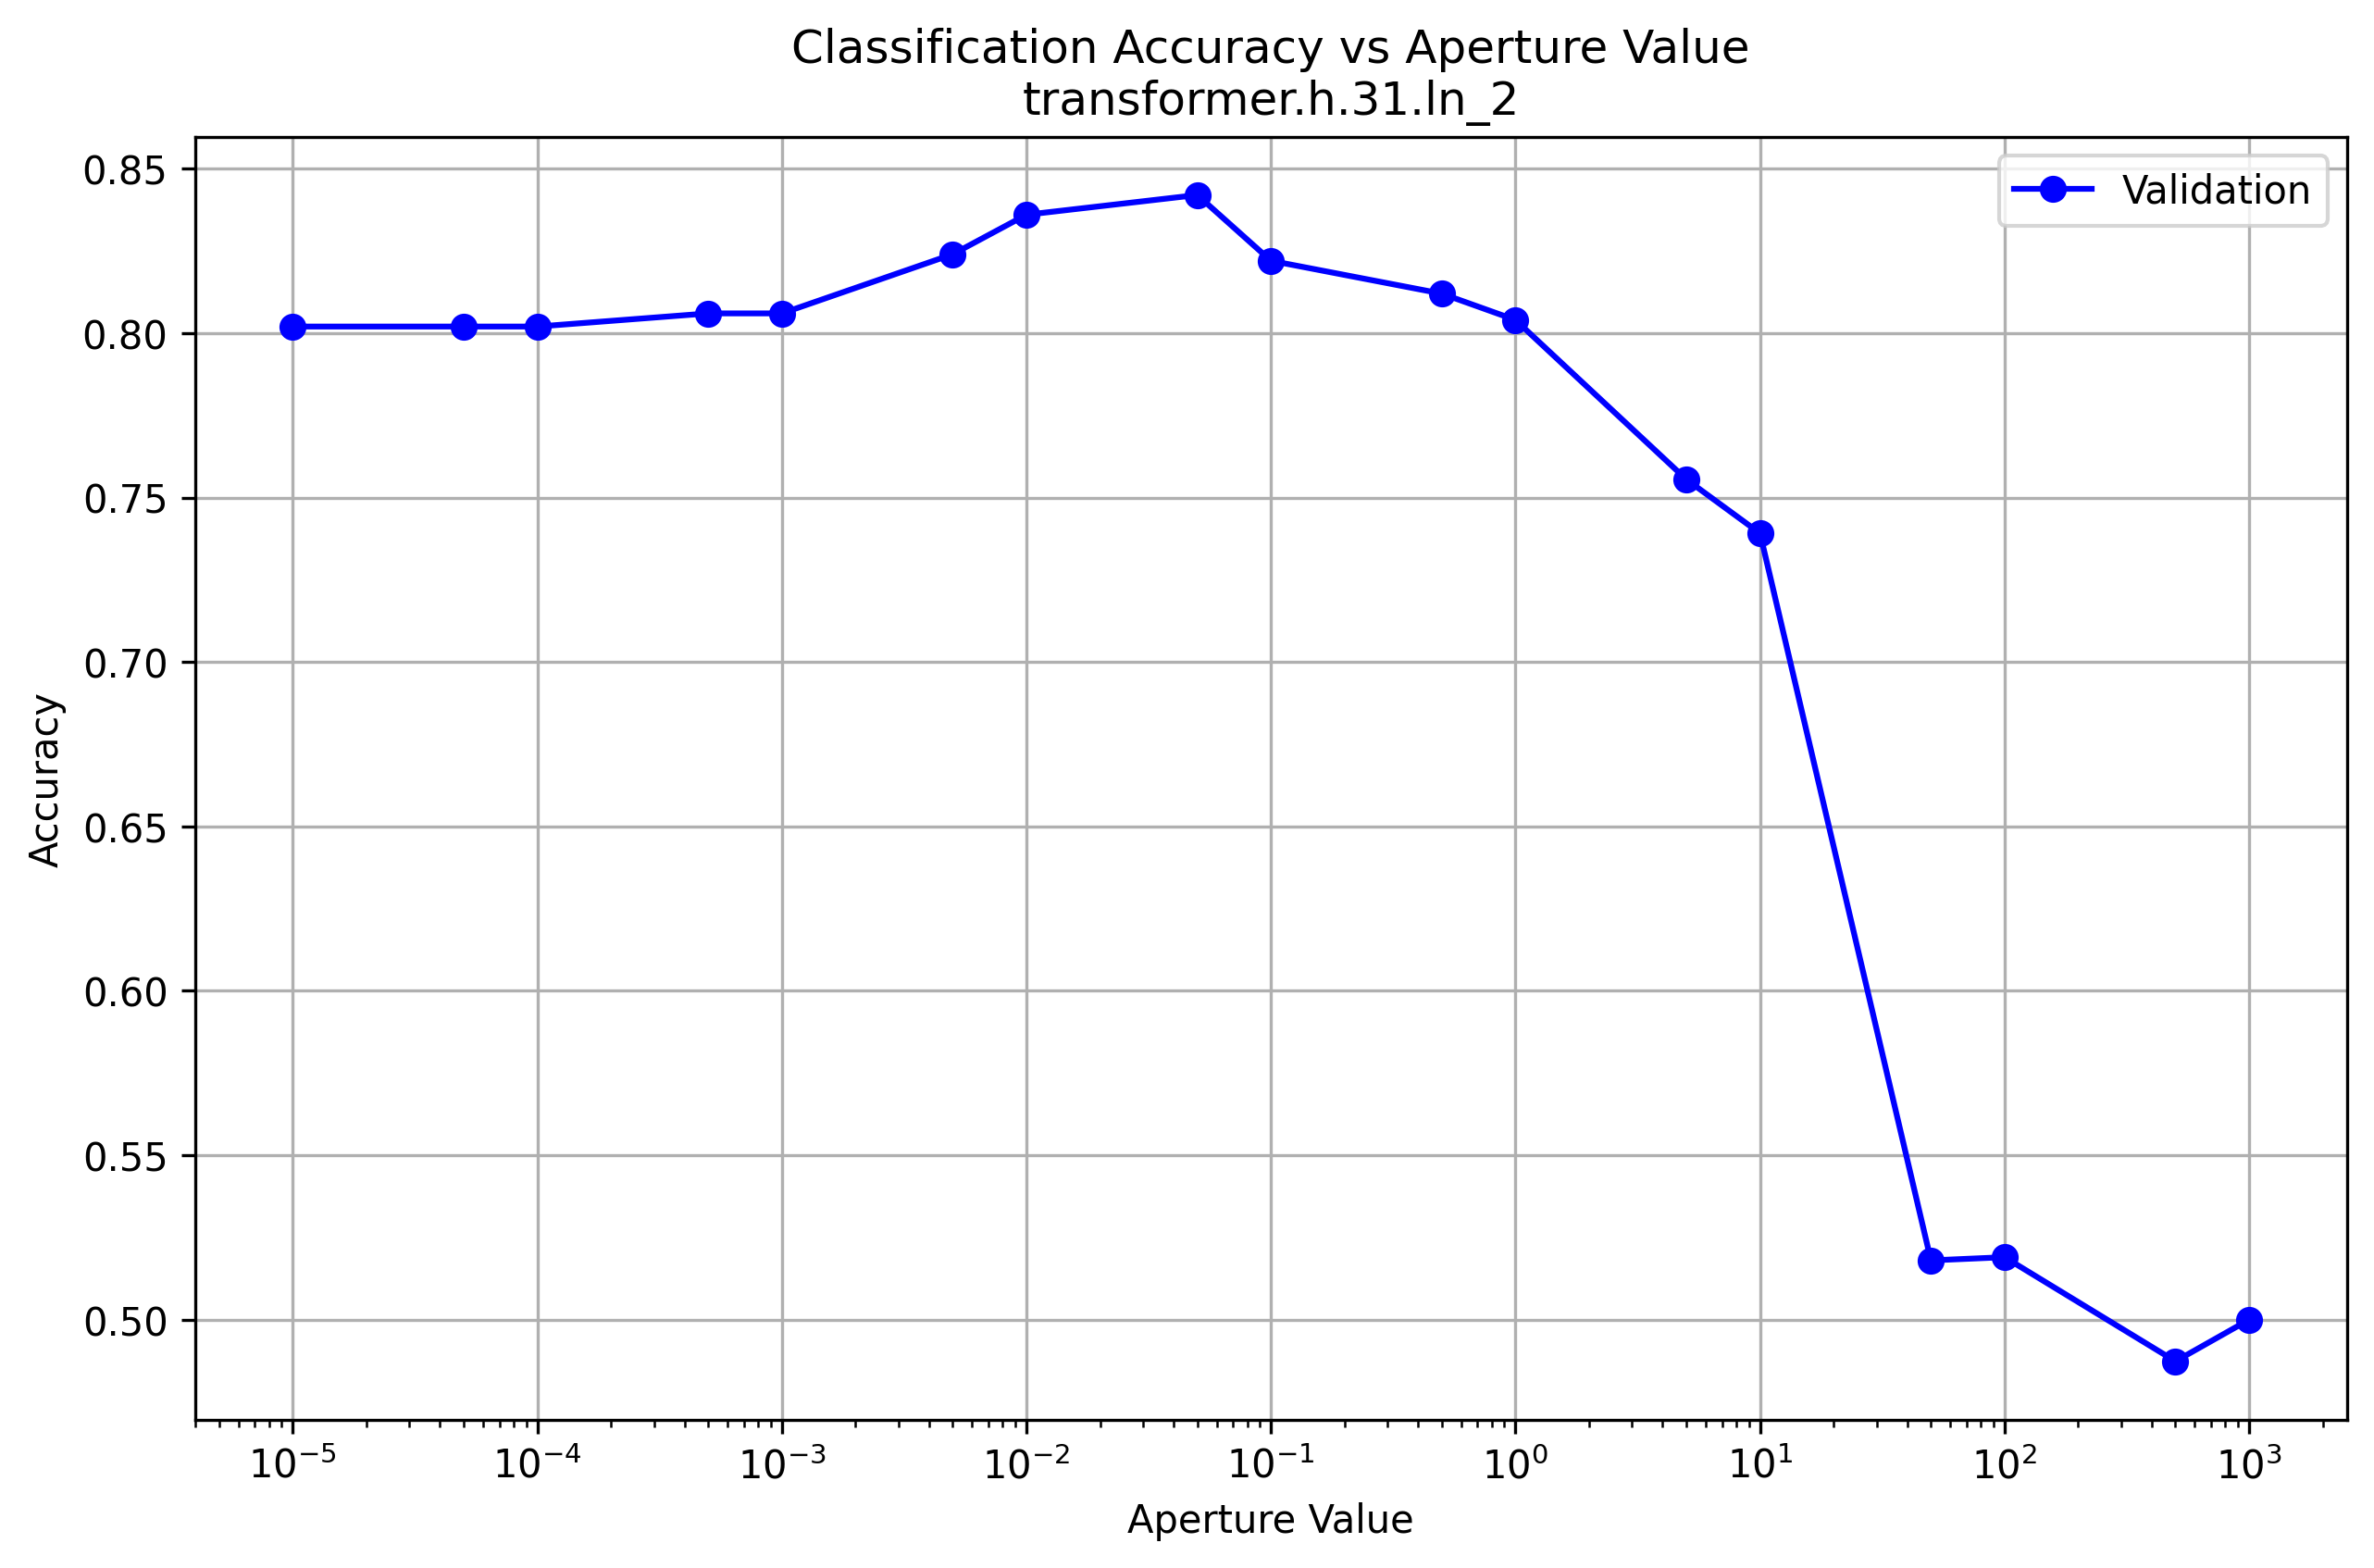 Classification Accuracy vs Aperture Value
transformer.h.31.ln_2
Validation
0.85
0.80
0.75
0.70
0.65
0.60
0.55
0.50
Accuracy
10⁻⁵ 10⁻⁴ 10⁻³ 10⁻² 10⁻¹ 10⁰ 10¹ 10² 10³
Aperture Value